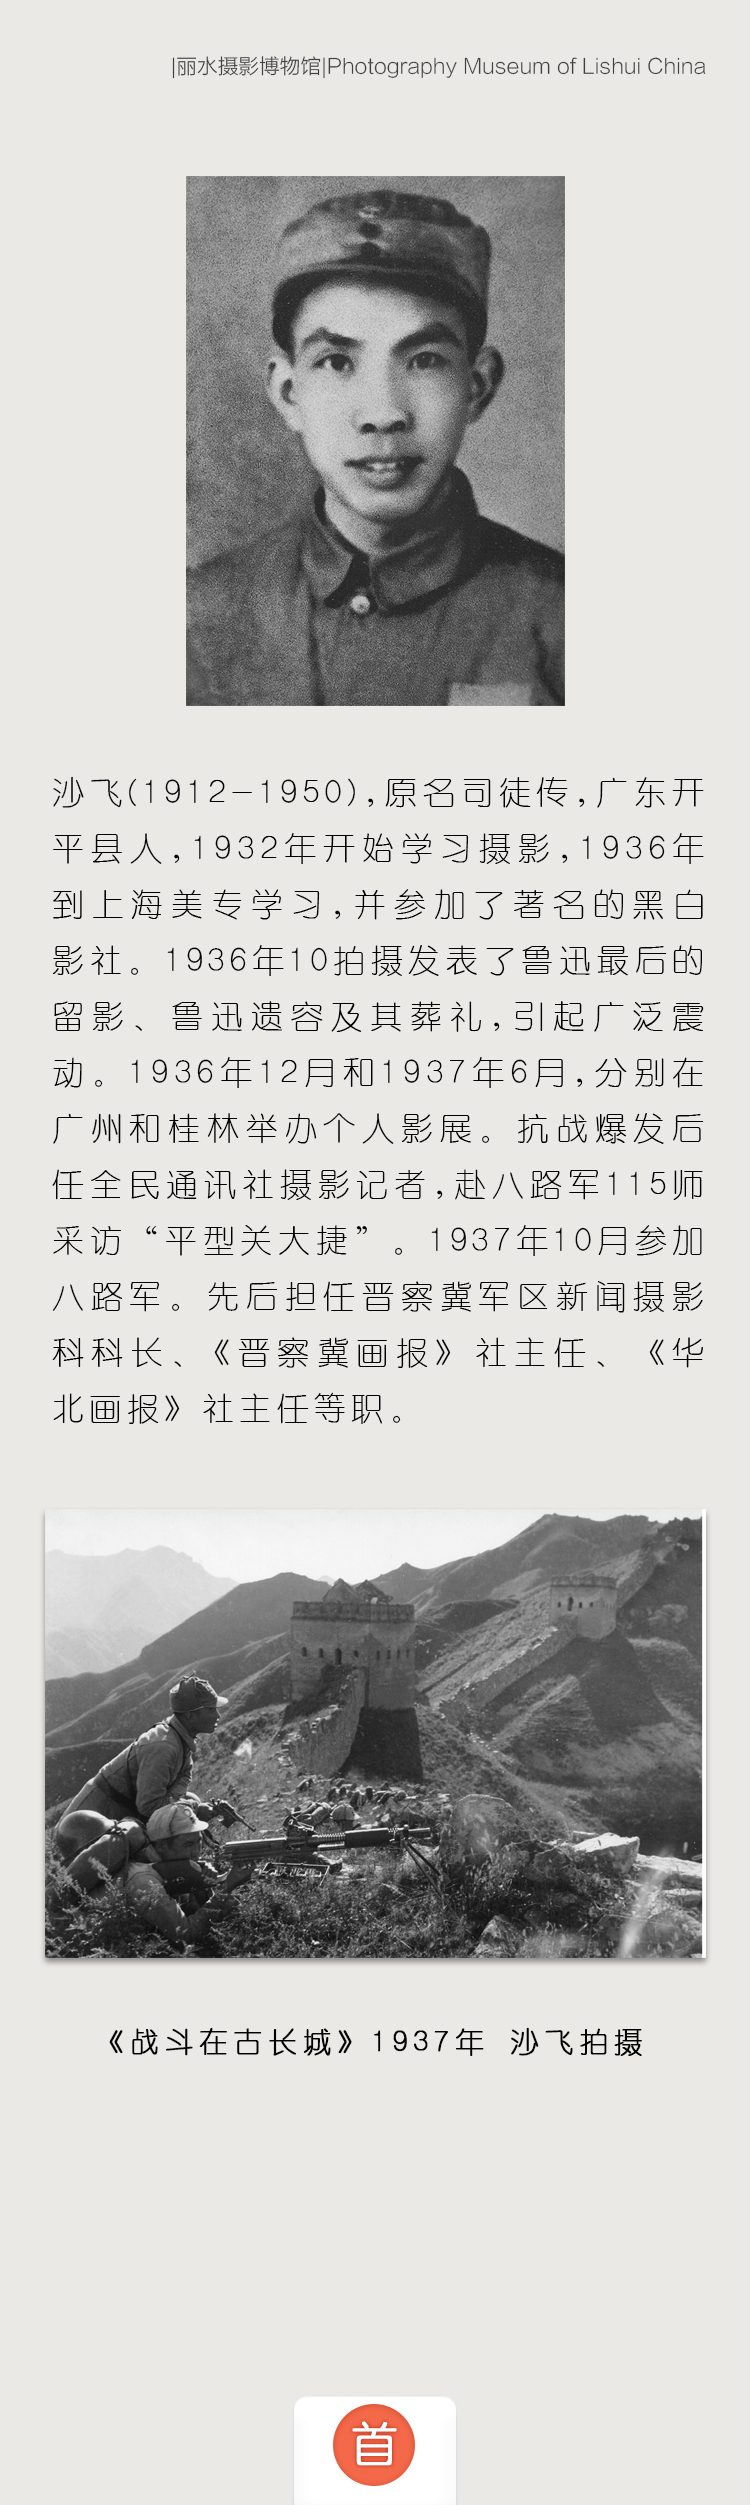 |丽水摄影博物馆|Photography Museum of Lishui China
沙飞(1912-1950),原名司徒传,广东开
平县人,1932年开始学习摄影,1936年
到上海美专学习,并参加了著名的黑白
影社。1936年10拍摄发表了鲁迅最后的
留影、鲁迅遗容及其葬礼,引起广泛震
动。1936年12月和1937年6月,分别在
广州和桂林举办个人影展。抗战爆发后
任全民通讯社摄影记者,赴八路军115师
采访“平型关大捷”。1937年10月参加
八路军。先后担任晋察冀军区新闻摄影
科科长、《晋察冀画报》社主任、《华
北画报》社主任等职。
《战斗在古长城》1937年 沙飞拍摄
首